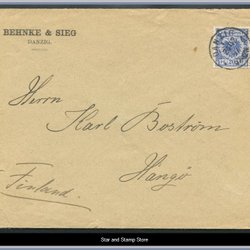 BEHNKE & SIEG
DANZIG.
Herrn
Karl Boström
Hangö
Finland.
Star and Stamp Store